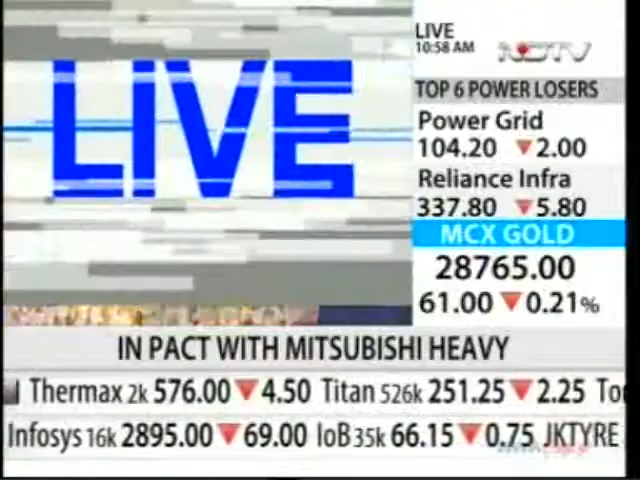 LIVE
10:58 AM
NDTV
LIVE
TOP 6 POWER LOSERS
Power Grid
104.20 ▼2.00
Reliance Infra
337.80 ▼5.80
MCX GOLD
28765.00
61.00 ▼0.21%
IN PACT WITH MITSUBISHI HEAVY
Thermax 2k 576.00▼4.50 Titan 526k 251.25▼2.25 To
Infosys 16k 2895.00▼69.00 IoB 35k 66.15▼0.75 JKTYRE